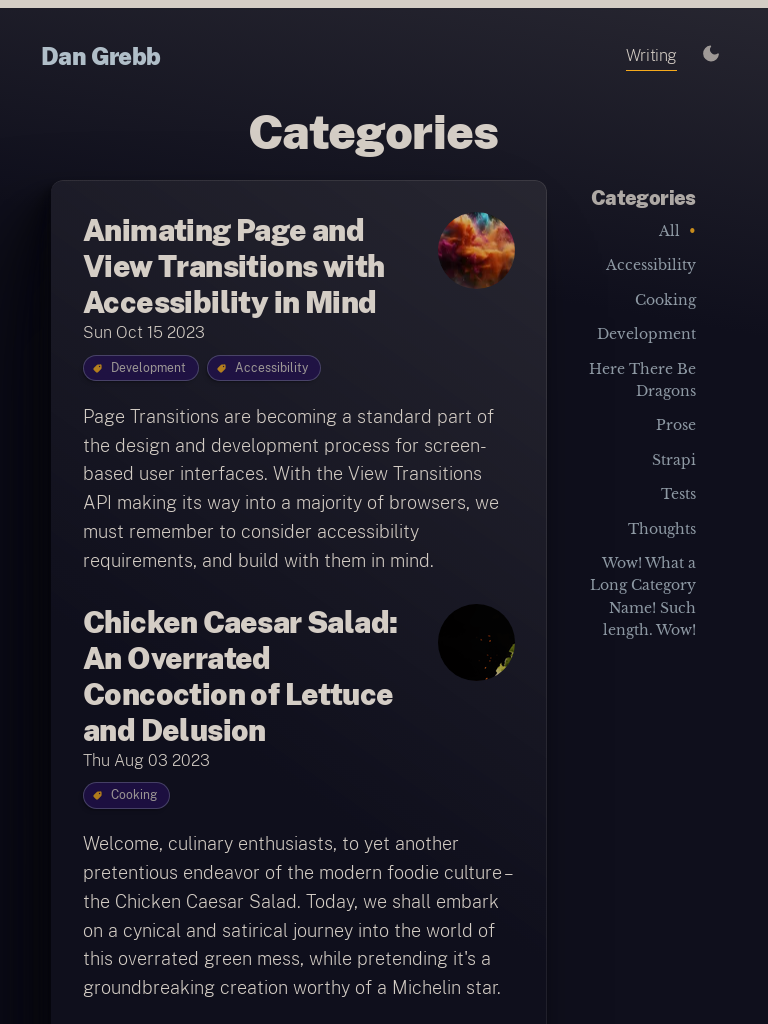 Dan Grebb
Writing
Categories
Animating Page and
View Transitions with
Accessibility in Mind
Sun Oct 15 2023
Development
Accessibility
Page Transitions are becoming a standard part of
the design and development process for screen-
based user interfaces. With the View Transitions
API making its way into a majority of browsers, we
must remember to consider accessibility
requirements, and build with them in mind.
Chicken Caesar Salad:
An Overrated
Concoction of Lettuce
and Delusion
Thu Aug 03 2023
Cooking
Welcome, culinary enthusiasts, to yet another
pretentious endeavor of the modern foodie culture –
the Chicken Caesar Salad. Today, we shall embark
on a cynical and satirical journey into the world of
this overrated green mess, while pretending it's a
groundbreaking creation worthy of a Michelin star.
Categories
All •
Accessibility
Cooking
Development
Here There Be
Dragons
Prose
Strapi
Tests
Thoughts
Wow! What a
Long Category
Name! Such
length. Wow!